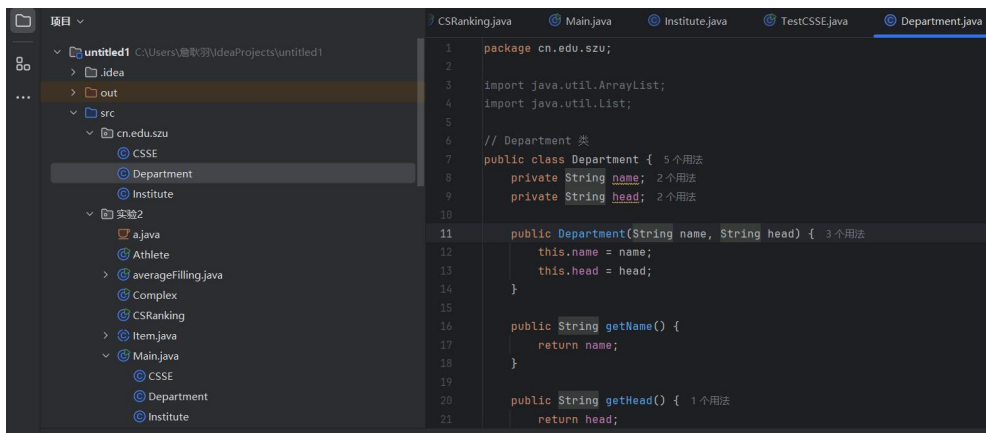 项目
untitled1 C:\Users\詹歌羽\IdeaProjects\untitled1
.idea
out
src
cn.edu.szu
CSSE
Department
Institute
实验2
a.java
Athlete
averageFilling.java
Complex
CSRanking
Item.java
Main.java
CSSE
Department
Institute
CSRanking.java Main.java Institute.java TestCSSE.java Department.java
1 package cn.edu.szu;
2
3 import java.util.ArrayList;
4 import java.util.List;
5
6 // Department 类
7 public class Department { 5 个用法
8 private String name; 2 个用法
9 private String head; 2 个用法
10
11 public Department(String name, String head) { 3 个用法
12 this.name = name;
13 this.head = head;
14 }
15
16 public String getName() {
17 return name;
18 }
19
20 public String getHead() { 1 个用法
21 return head;